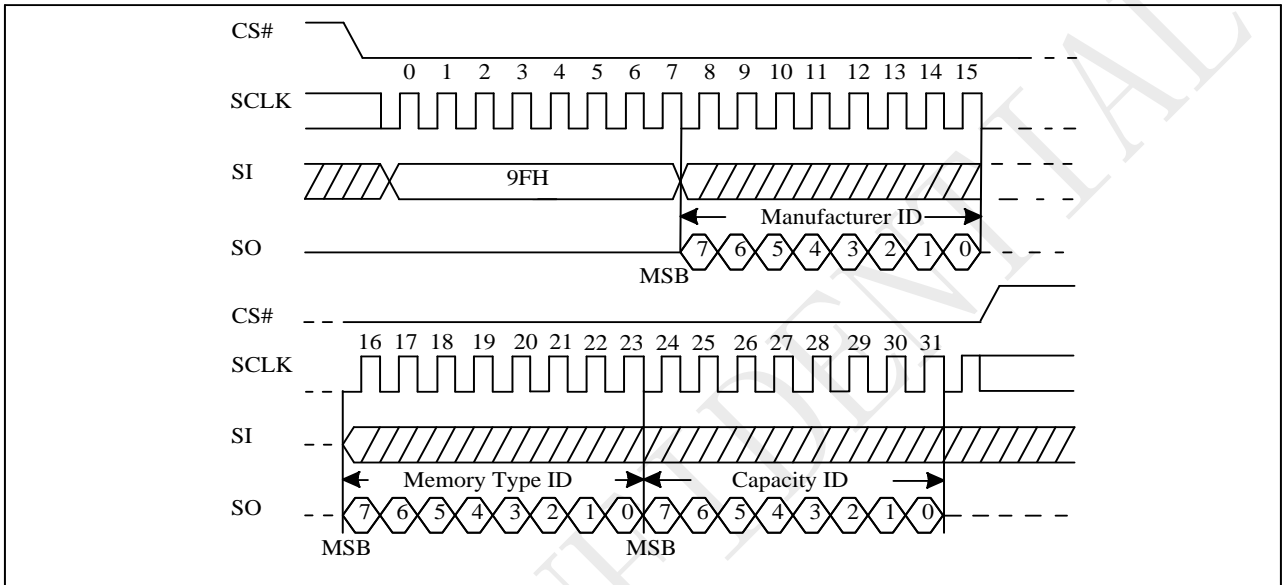 CS#
0 1 2 3 4 5 6 7 8 9 10 11 12 13 14 15
SCLK
SI
9FH
Manufacturer ID
SO
7 6 5 4 3 2 1 0
MSB
CS#
16 17 18 19 20 21 22 23 24 25 26 27 28 29 30 31
SCLK
SI
Memory Type ID Capacity ID
SO
7 6 5 4 3 2 1 0 7 6 5 4 3 2 1 0
MSB MSB
IDENTIAL